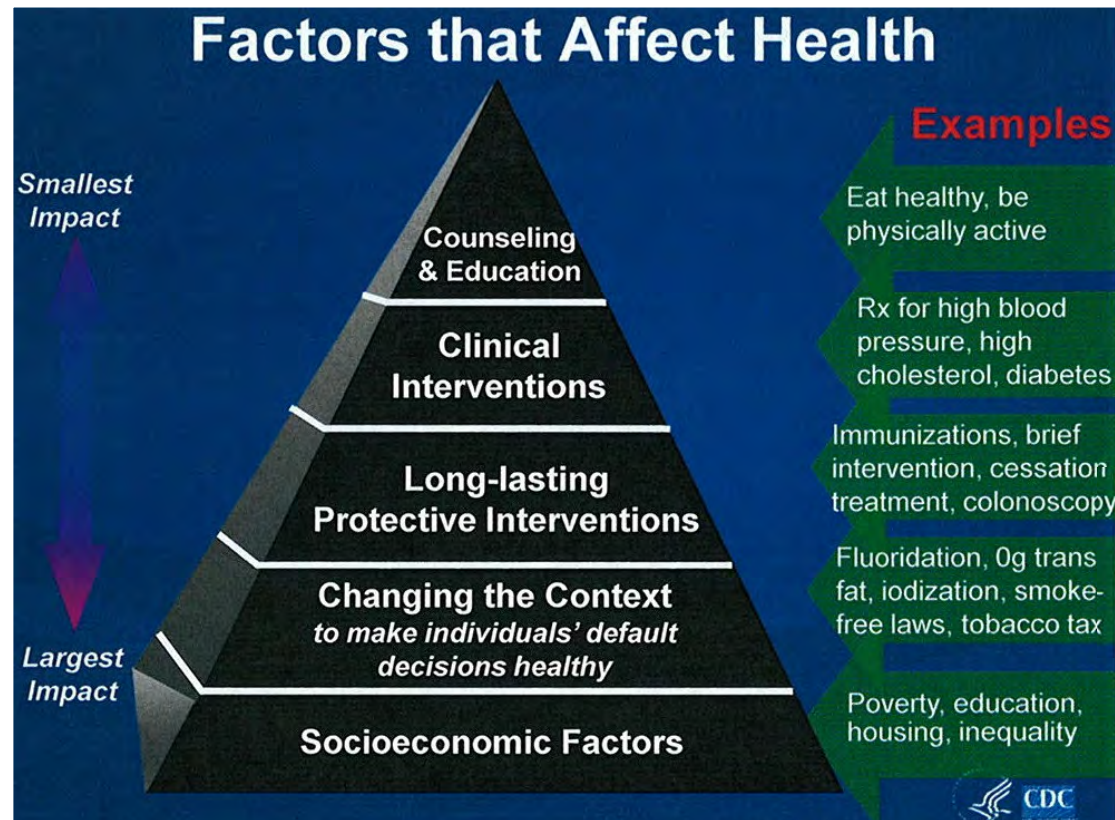 Factors that Affect Health
Examples
Smallest
Impact
Counseling
& Education
Eat healthy, be
physically active
Clinical
Interventions
Rx for high blood
pressure, high
cholesterol, diabetes
Long-lasting
Protective Interventions
Immunizations, brief
intervention, cessation
treatment, colonoscopy
Changing the Context
to make individuals’ default
decisions healthy
Fluoridation, 0g trans
fat, iodization, smoke-
free laws, tobacco tax
Largest
Impact
Socioeconomic Factors
Poverty, education,
housing, inequality
CDC